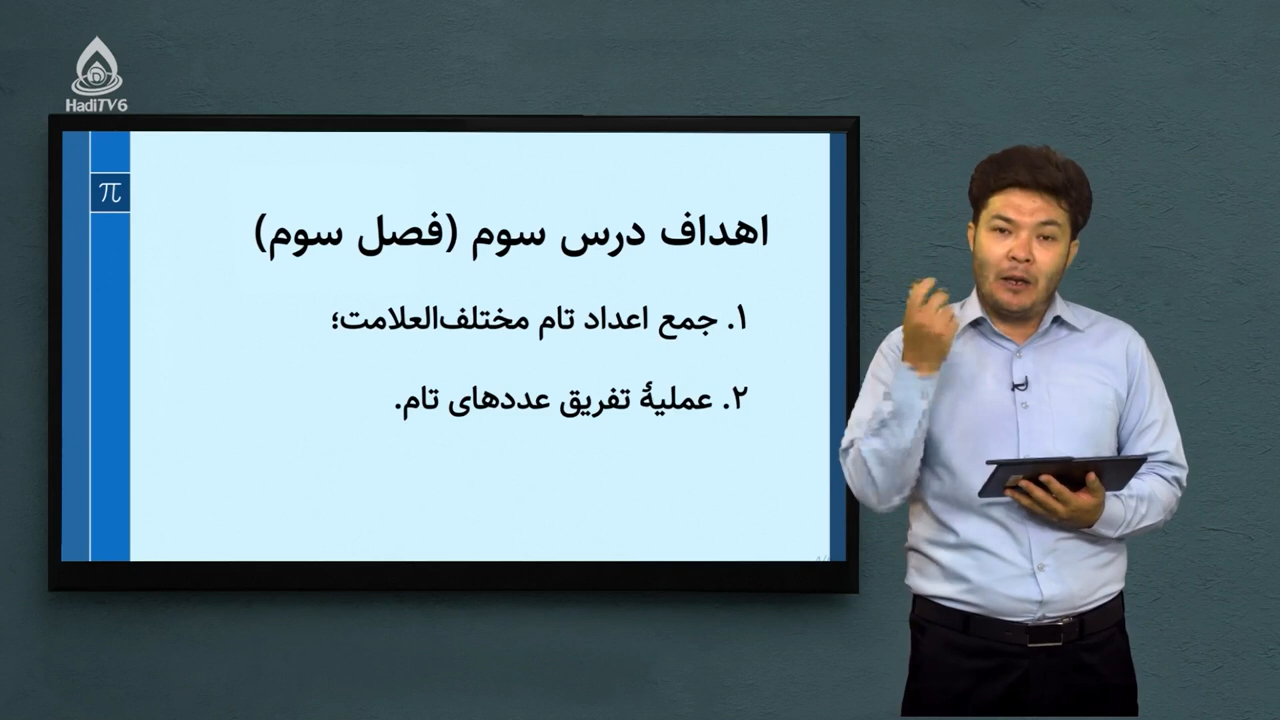 HadiTV6
π
اهداف درس سوم (فصل سوم)
۱. جمع اعداد تام مختلف‌العلامت؛
۲. عملیهٔ تفریق عددهای تام.